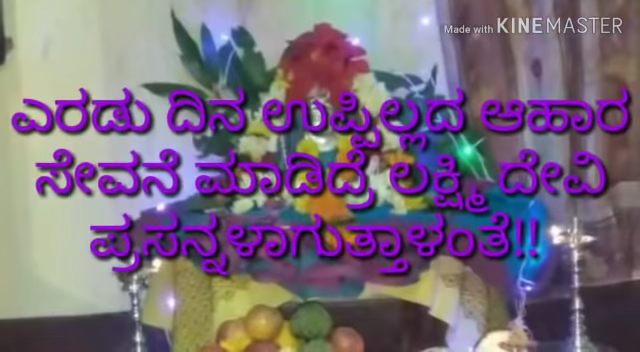 Made with KINEMASTER
ಎರಡು ದಿನ ಉಪ್ಪಿಲ್ಲದ ಆಹಾರ
ಸೇವನೆ ಮಾಡಿದ್ರೆ ಲಕ್ಷ್ಮಿ ದೇವಿ
ಪ್ರಸನ್ನಳಾಗುತ್ತಾಳಂತೆ!!